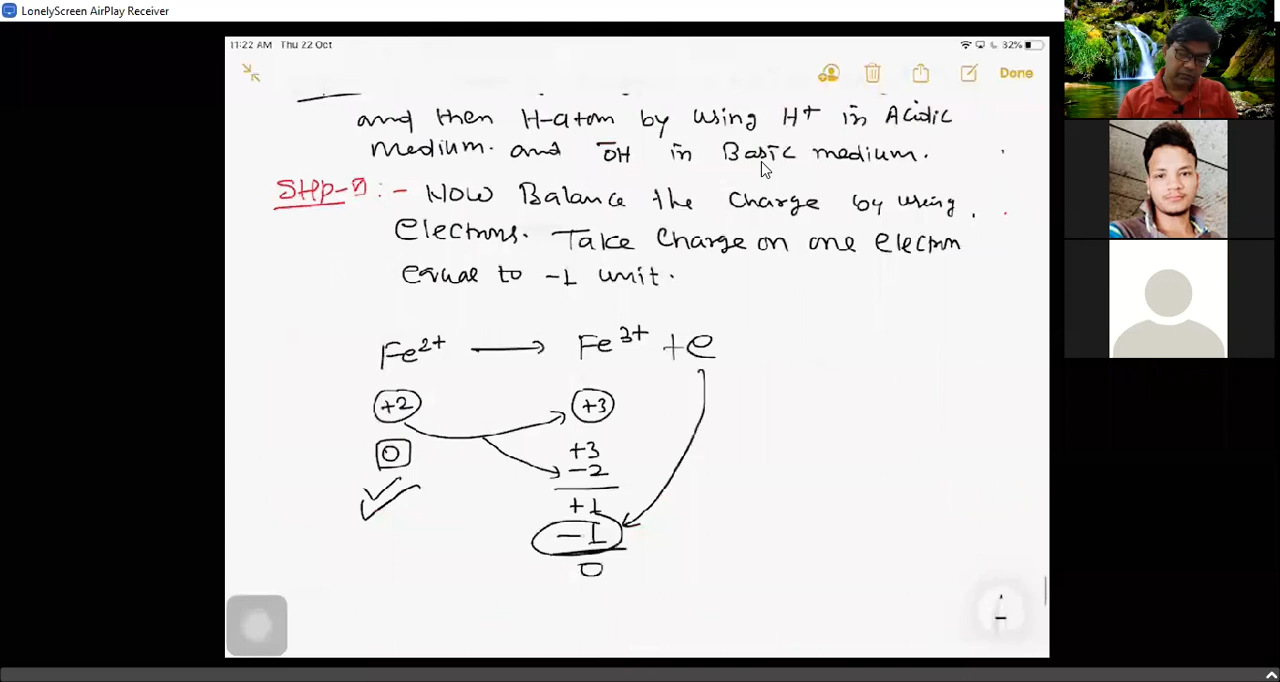 LonelyScreen AirPlay Receiver
11:22 AM Thu 22 Oct
32%
Done
and then H-atom by using H+ in Acidic
medium. and OH in Basic medium.
Now Balance the charge by using
electrons. Take charge on one electron
equal to -1 unit.
Fe²⁺ ⟶ Fe³⁺ + e
+2 +3
0 +3
-2
+1
-1
0